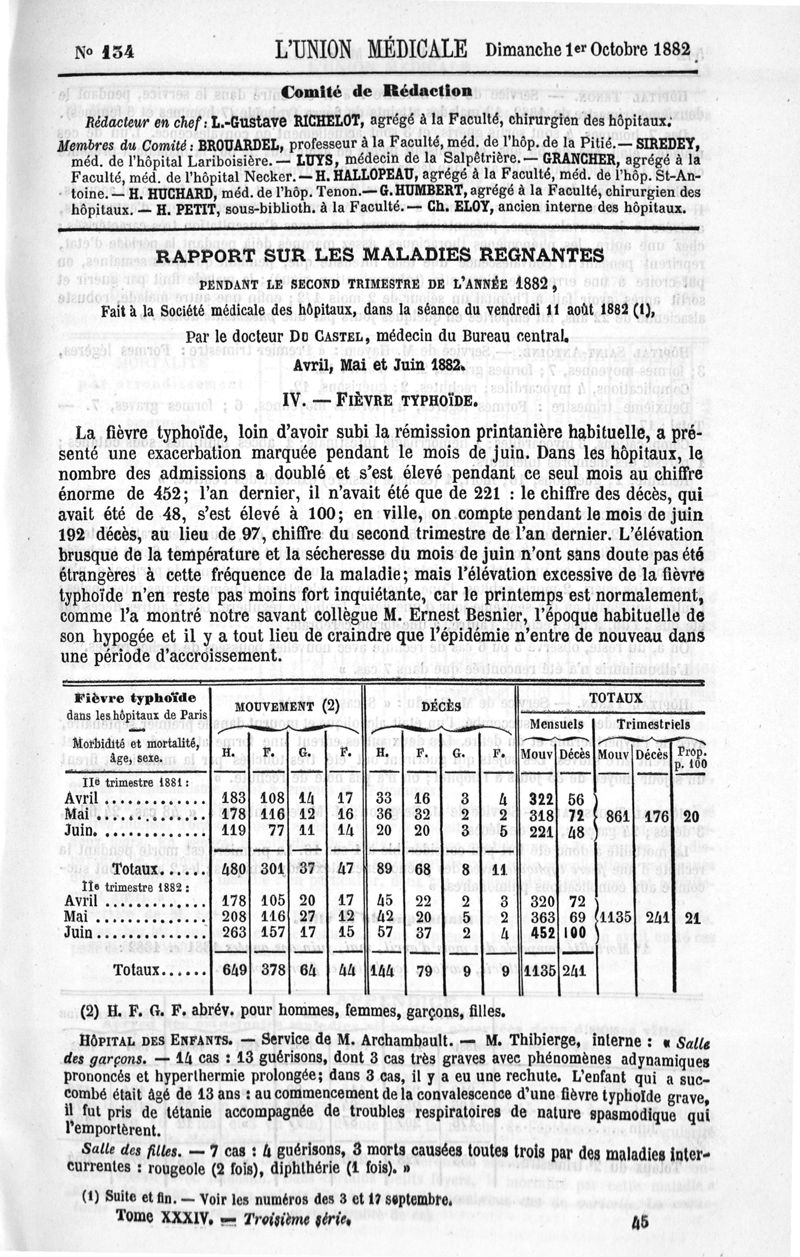 No 134 L'UNION MÉDICALE Dimanche 1er Octobre 1882
Comité de Rédaction
Rédacteur en chef : L.-Gustave RICHELOT, agrégé à la Faculté, chirurgien des hôpitaux.
Membres du Comité : BROUARDEL, professeur à la Faculté, méd. de l'hôp. de la Pitié. — SIREDEY,
méd. de l'hôpital Lariboisière. — LUYS, médecin de la Salpêtrière. — GRANCHER, agrégé à la
Faculté, méd. de l'hôpital Necker. — H. HALLOPEAU, agrégé à la Faculté, méd. de l'hôp. St-An-
toine. — H. HUCHARD, méd. de l'hôp. Tenon. — G. HUMBERT, agrégé à la Faculté, chirurgien des
hôpitaux. — H. PETIT, sous-biblioth. à la Faculté. — Ch. ELOY, ancien interne des hôpitaux.
RAPPORT SUR LES MALADIES REGNANTES
PENDANT LE SECOND TRIMESTRE DE L'ANNÉE 1882,
Fait à la Société médicale des hôpitaux, dans la séance du vendredi 11 août 1882 (1),
Par le docteur DU CASTEL, médecin du Bureau central.
Avril, Mai et Juin 1882.
IV. — FIÈVRE TYPHOÏDE.
La fièvre typhoïde, loin d'avoir subi la rémission printanière habituelle, a pré-
senté une exacerbation marquée pendant le mois de juin. Dans les hôpitaux, le
nombre des admissions a doublé et s'est élevé pendant ce seul mois au chiffre
énorme de 452; l'an dernier, il n'avait été que de 221 : le chiffre des décès, qui
avait été de 48, s'est élevé à 100; en ville, on compte pendant le mois de juin
192 décès, au lieu de 97, chiffre du second trimestre de l'an dernier. L'élévation
brusque de la température et la sécheresse du mois de juin n'ont sans doute pas été
étrangères à cette fréquence de la maladie; mais l'élévation excessive de la fièvre
typhoïde n'en reste pas moins fort inquiétante, car le printemps est normalement,
comme l'a montré notre savant collègue M. Ernest Besnier, l'époque habituelle de
son hypogée et il y a tout lieu de craindre que l'épidémie n'entre de nouveau dans
une période d'accroissement.
Fièvre typhoïde
dans les hôpitaux de Paris
Morbidité et mortalité,
âge, sexe.
MOUVEMENT (2) DÉCÈS TOTAUX
Mensuels Trimestriels
H. F. G. F. H. F. G. F. Mouv Décès Mouv Décès Prop. p. 100
IIe trimestre 1881 :
Avril ............. 183 108 14 17 33 16 3 4 322 56
Mai ............. 178 116 12 16 36 32 2 2 318 72 861 176 20
Juin. ............. 119 77 11 14 20 20 3 5 221 48
Totaux...... 480 301 37 47 89 68 8 11
IIe trimestre 1882 :
Avril ............. 178 105 20 17 45 22 2 3 320 72
Mai ............. 208 116 27 12 42 20 5 2 363 69 1135 241 21
Juin ............. 263 157 17 15 57 37 2 4 452 100
Totaux...... 649 378 64 44 144 79 9 9 1135 241
(2) H. F. G. F. abrév. pour hommes, femmes, garçons, filles.
HÔPITAL DES ENFANTS. — Service de M. Archambault. — M. Thibierge, interne : « Salle
des garçons. — 14 cas : 13 guérisons, dont 3 cas très graves avec phénomènes adynamiques
prononcés et hyperthermie prolongée; dans 3 cas, il y a eu une rechute. L'enfant qui a suc-
combé était âgé de 13 ans : au commencement de la convalescence d'une fièvre typhoïde grave,
il fut pris de tétanie accompagnée de troubles respiratoires de nature spasmodique qui
l'emportèrent.
Salle des filles. — 7 cas : 4 guérisons, 3 morts causées toutes trois par des maladies inter-
currentes : rougeole (2 fois), diphthérie (1 fois). »
(1) Suite et fin. — Voir les numéros des 3 et 17 septembre.
Tome XXXIV. — Troisième série. 45